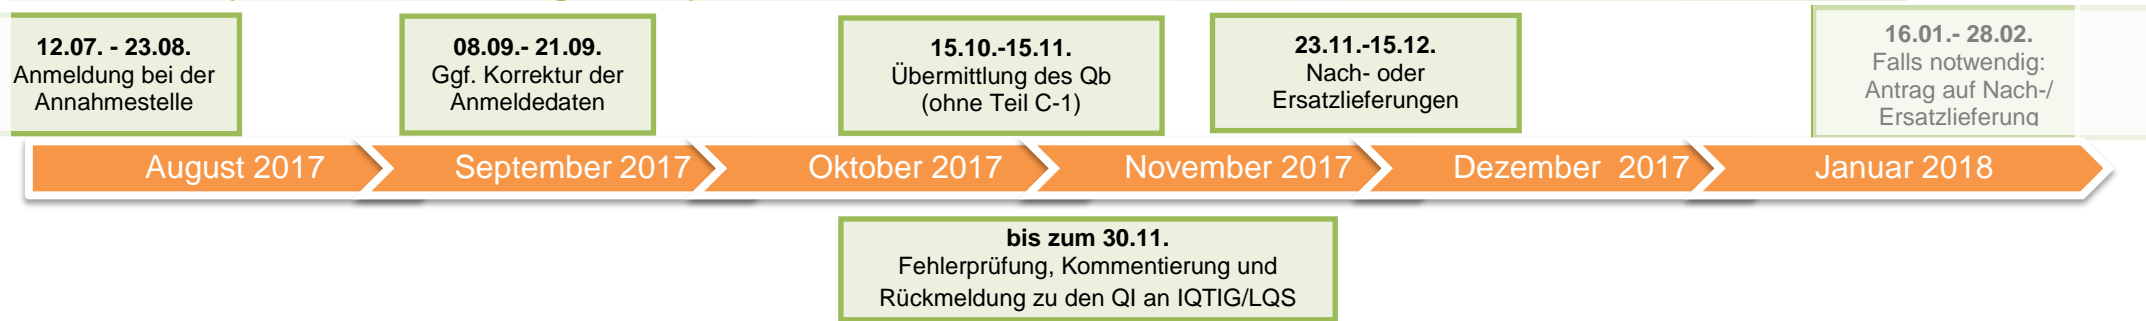 12.07. - 23.08.
Anmeldung bei der
Annahmestelle
08.09.- 21.09.
Ggf. Korrektur der
Anmeldedaten
15.10.-15.11.
Übermittlung des Qb
(ohne Teil C-1)
23.11.-15.12.
Nach- oder
Ersatzlieferungen
16.01.- 28.02.
Falls notwendig:
Antrag auf Nach-/
Ersatzlieferung
August 2017
September 2017
Oktober 2017
November 2017
Dezember 2017
Januar 2018
bis zum 30.11.
Fehlerprüfung, Kommentierung und
Rückmeldung zu den QI an IQTIG/LQS